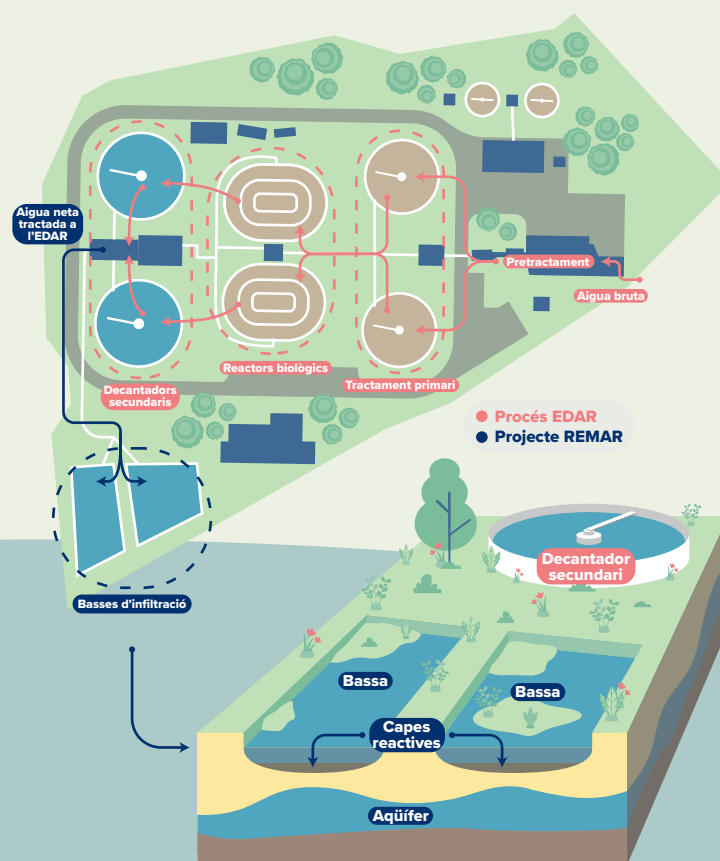 Aigua neta
tractada a
l'EDAR
Pretractament
Aigua bruta
Reactors biològics
Tractament primari
Decantadors
secundaris
Procés EDAR
Projecte REMAR
Decantador
secundari
Basses d'infiltració
Bassa
Bassa
Capes
reactives
Aqüífer